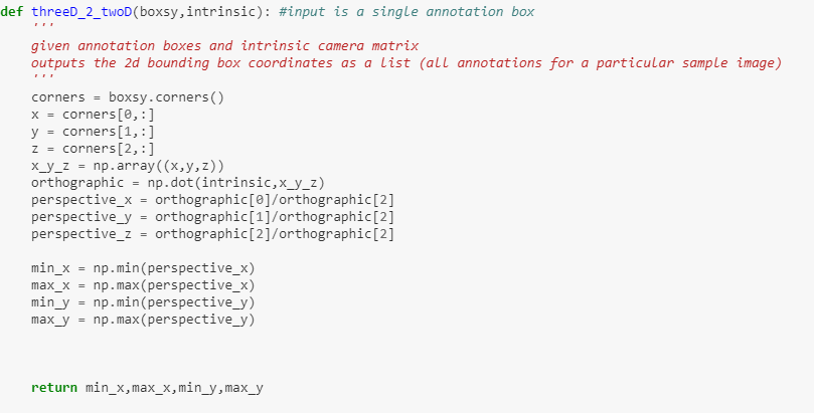 def threeD_2_twoD(boxsy,intrinsic): #input is a single annotation box
    '''
    given annotation boxes and intrinsic camera matrix
    outputs the 2d bounding box coordinates as a list (all annotations for a particular sample image)
    '''
    corners = boxsy.corners()
    x = corners[0,:]
    y = corners[1,:]
    z = corners[2,:]
    x_y_z = np.array((x,y,z))
    orthographic = np.dot(intrinsic,x_y_z)
    perspective_x = orthographic[0]/orthographic[2]
    perspective_y = orthographic[1]/orthographic[2]
    perspective_z = orthographic[2]/orthographic[2]

    min_x = np.min(perspective_x)
    max_x = np.max(perspective_x)
    min_y = np.min(perspective_y)
    max_y = np.max(perspective_y)

    return min_x,max_x,min_y,max_y